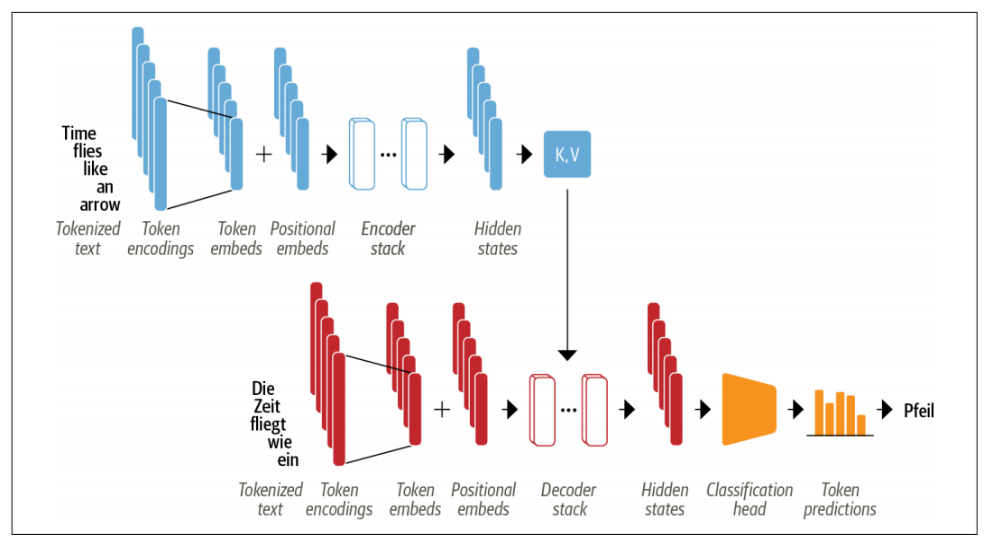 Time
flies
like
an
arrow
K, V
Tokenized text
Token encodings
Token embeds
Positional embeds
Encoder stack
Hidden states
Die
Zeit
fliegt
wie
ein
...
...
Pfeil
Tokenized text
Token encodings
Token embeds
Positional embeds
Decoder stack
Hidden states
Classification head
Token predictions